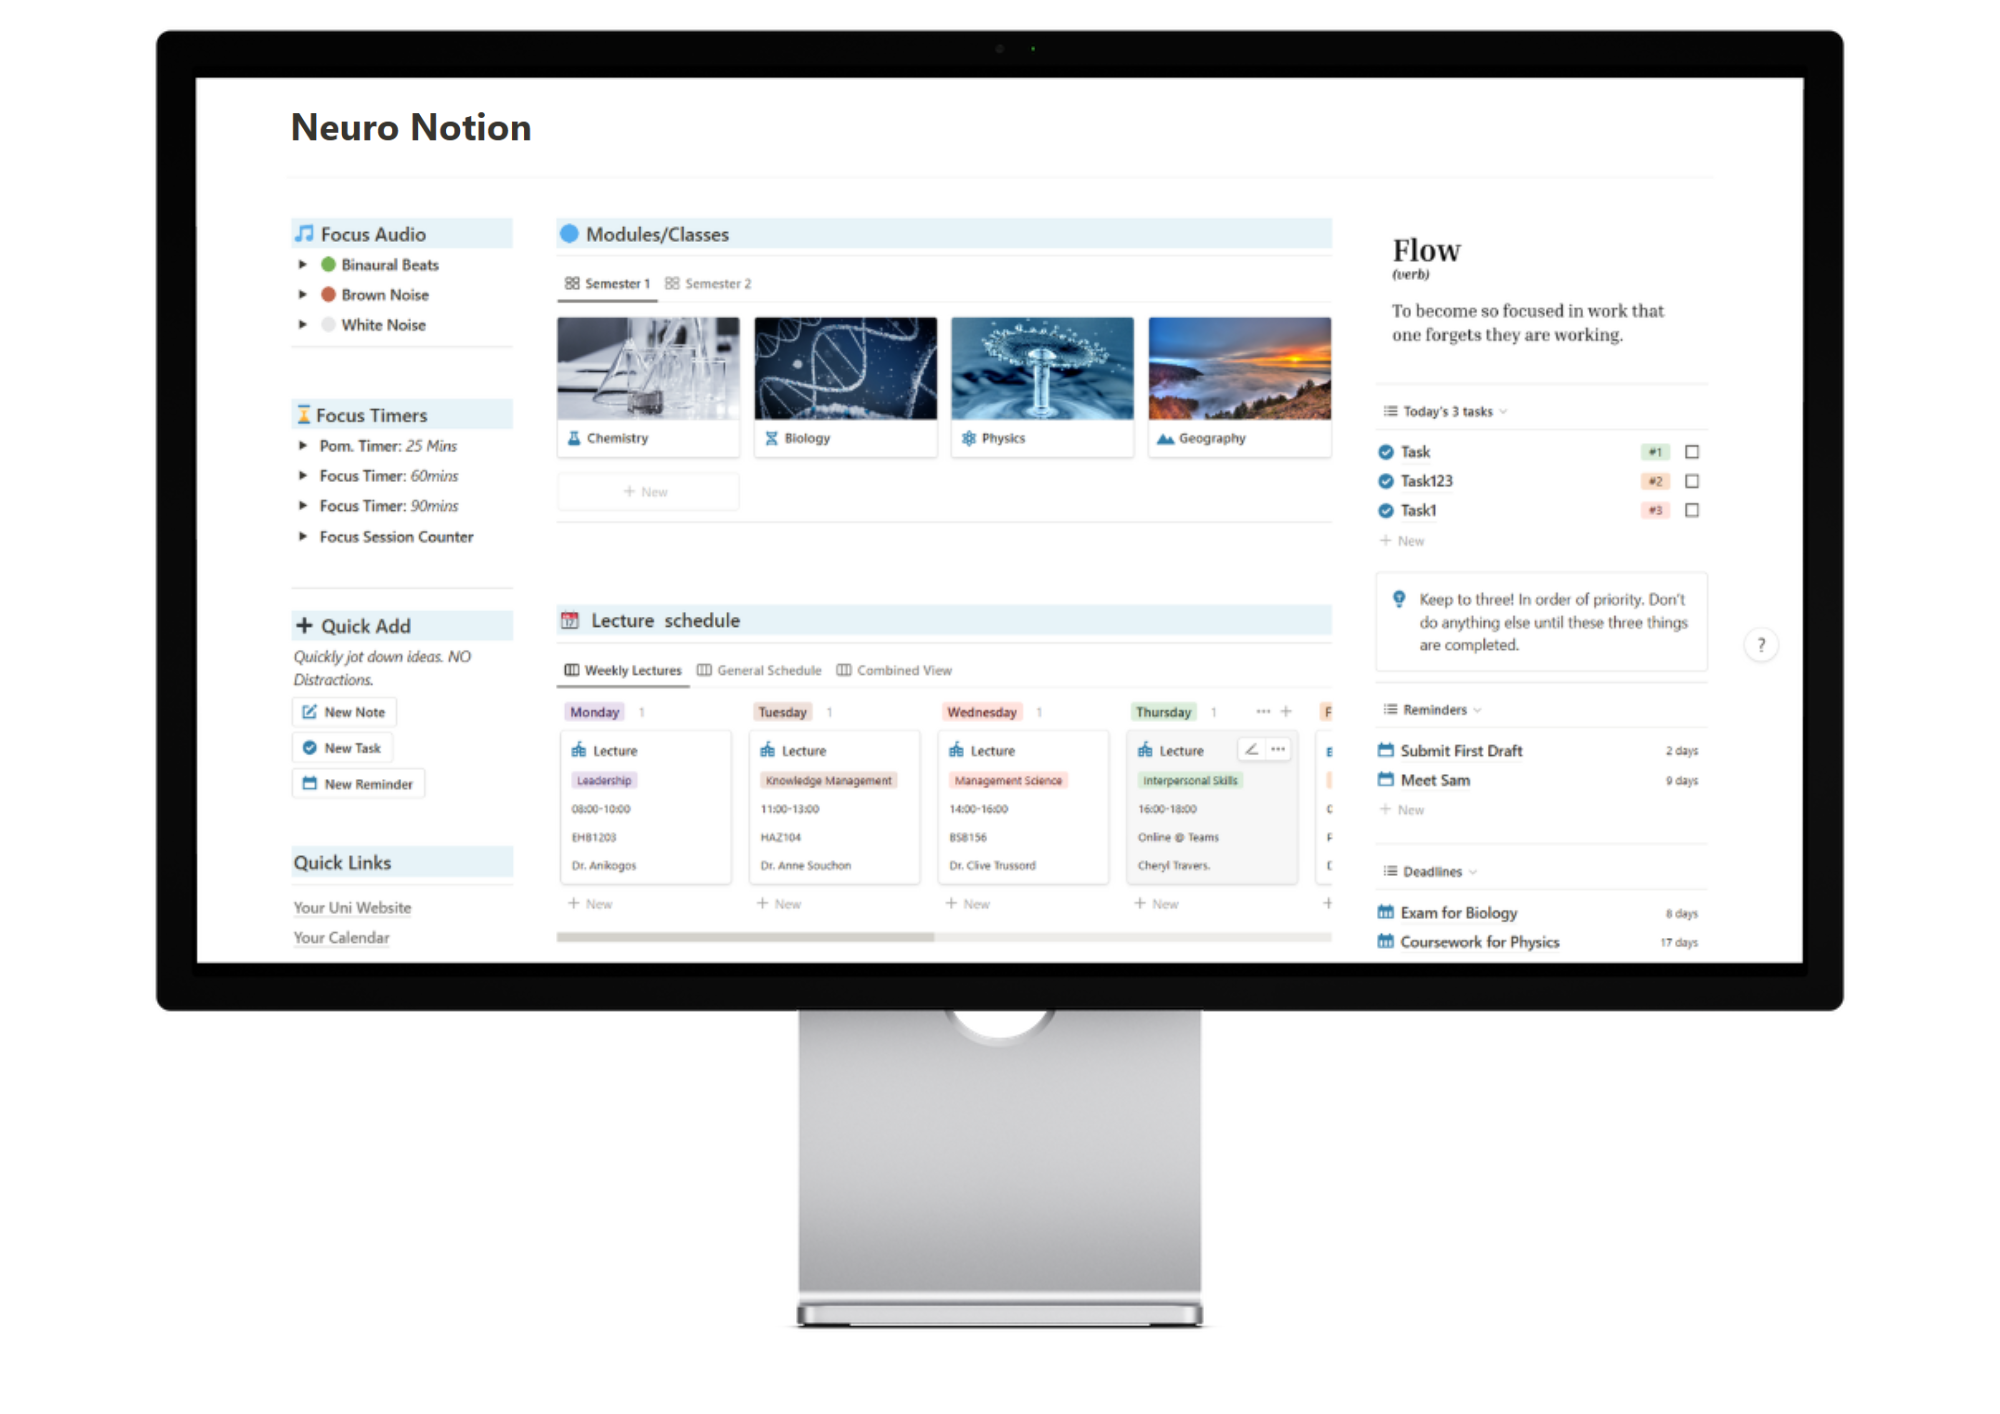 Neuro Notion
Focus Audio
Binaural Beats
Brown Noise
White Noise
Focus Timers
Pom. Timer: 25 Mins
Focus Timer: 60mins
Focus Timer: 90mins
Focus Session Counter
Quick Add
Quickly jot down ideas. NO
Distractions.
New Note
New Task
New Reminder
Quick Links
Your Uni Website
Your Calendar
Modules/Classes
Semester 1 Semester 2
Chemistry Biology Physics Geography
+ New
Lecture schedule
Weekly Lectures General Schedule Combined View
Monday 1 Tuesday 1 Wednesday 1 Thursday 1 ··· + F
Lecture Lecture Lecture Lecture
Leadership Knowledge Management Management Science Interpersonal Skills
08:00-10:00 11:00-13:00 14:00-16:00 16:00-18:00
EHB1203 HAZ104 BSB156 Online @ Teams
Dr. Anikogos Dr. Anne Souchon Dr. Clive Trussord Cheryl Travers.
+ New + New + New + New +
Flow
(verb)
To become so focused in work that
one forgets they are working.
Today's 3 tasks
Task #1
Task123 #2
Task1 #3
+ New
Keep to three! In order of priority. Don't
do anything else until these three things
are completed.
Reminders
Submit First Draft 2 days
Meet Sam 9 days
+ New
Deadlines
Exam for Biology 8 days
Coursework for Physics 17 days
?